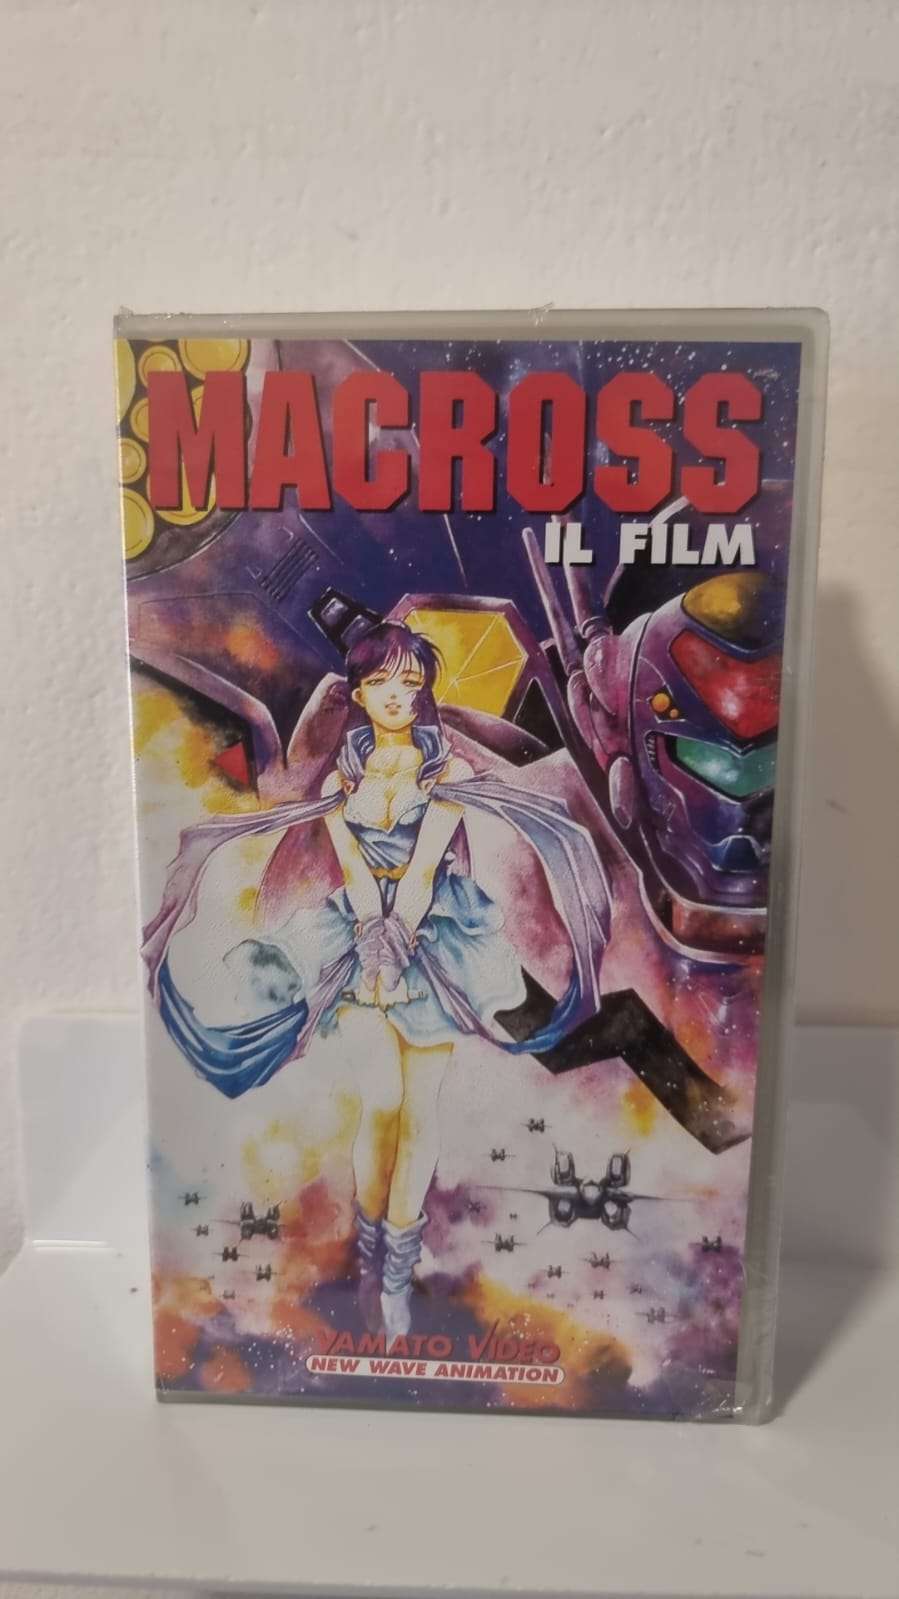 MACROSS
IL FILM
YAMATO VIDEO
NEW WAVE ANIMATION